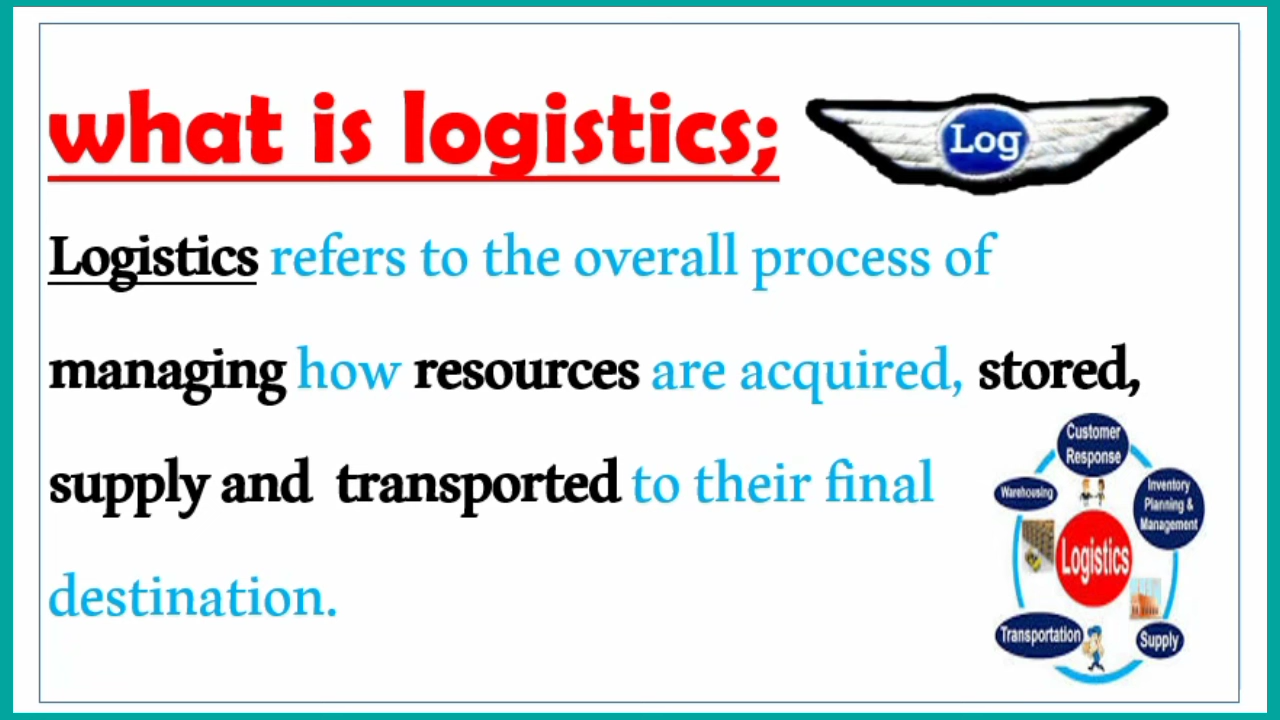 what is logistics;
Log
Logistics refers to the overall process of
managing how resources are acquired, stored,
supply and transported to their final
destination.
Customer
Response
Warehousing
Inventory
Planning &
Management
Logistics
Transportation
Supply